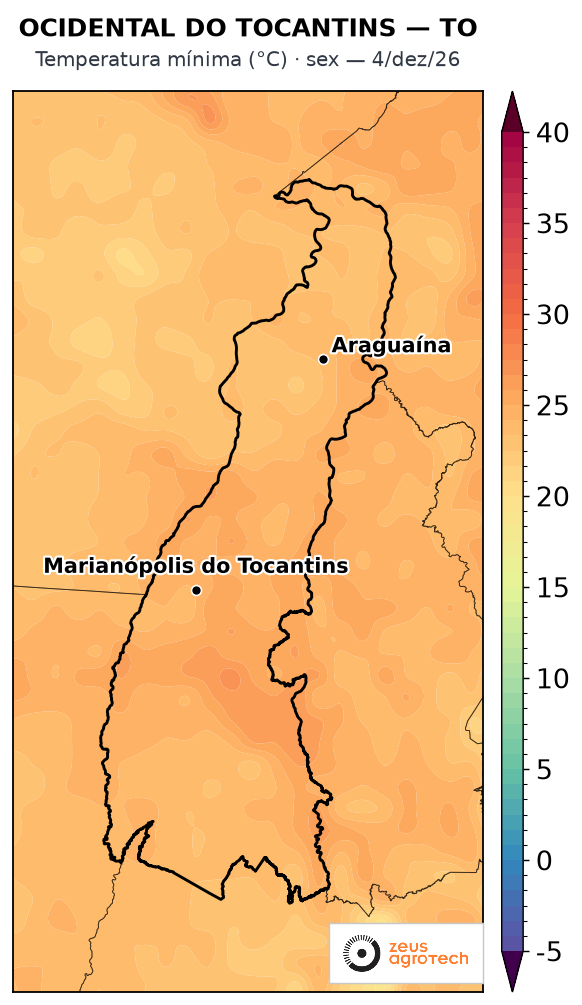 OCIDENTAL DO TOCANTINS — TO
Temperatura mínima (°C) · sex — 4/dez/26
40
35
30
25
20
15
10
5
0
-5
Araguaína
Marianópolis do Tocantins
zeus
agrotech